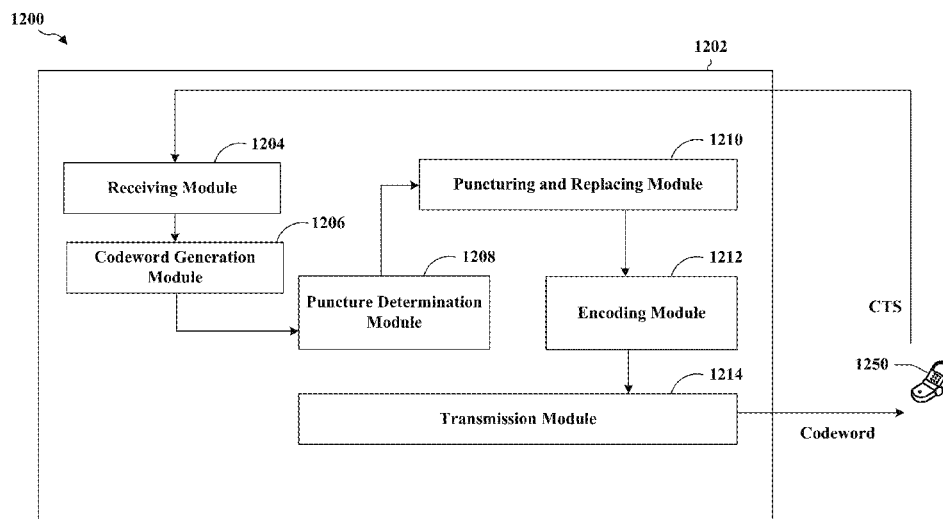 1200
1202
1204
Receiving Module
1206
Codeword Generation
Module
1208
Puncture Determination
Module
1210
Puncturing and Replacing Module
1212
Encoding Module
1214
Transmission Module
CTS
1250
Codeword